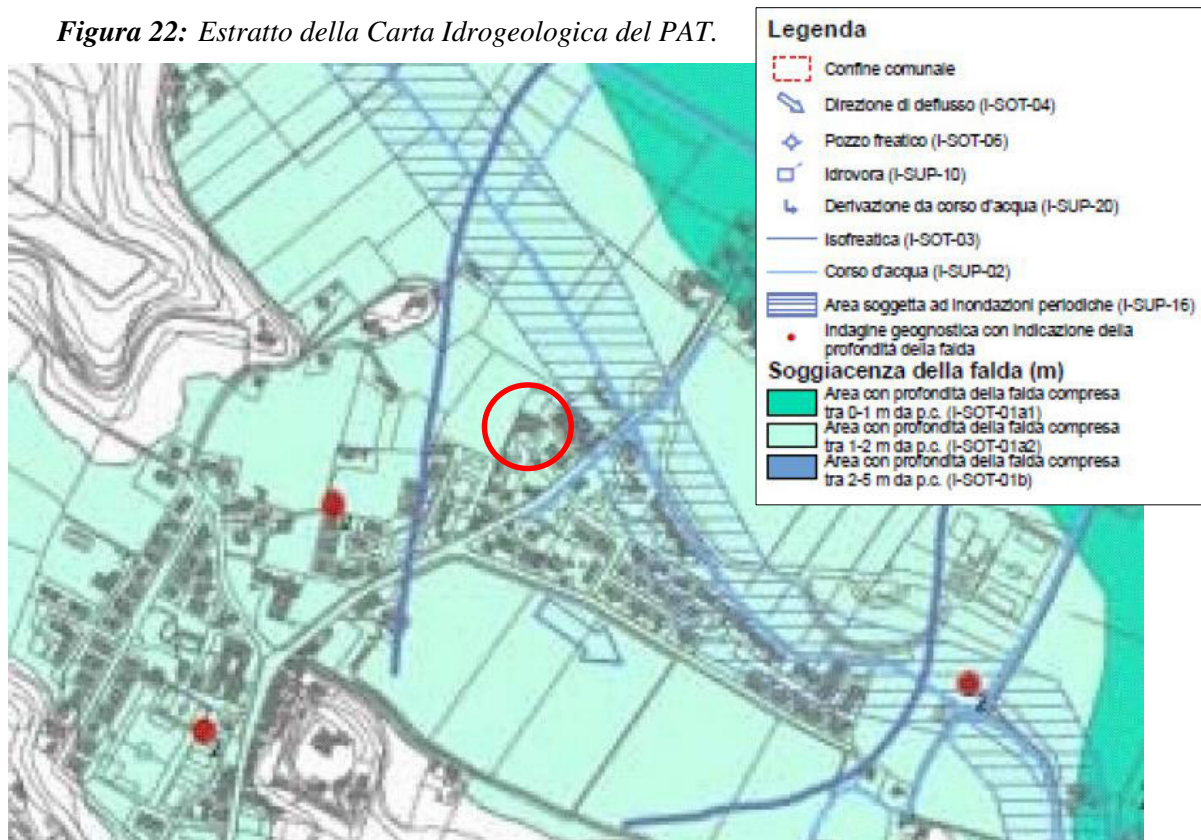 Figura 22: Estratto della Carta Idrogeologica del PAT.
Legenda
Confine comunale
Direzione di deflusso (I-SOT-04)
Pozzo freatico (I-SOT-06)
Idrovora (I-SUP-10)
Derivazione da corso d'acqua (I-SUP-20)
Isofreatica (I-SOT-03)
Corso d'acqua (I-SUP-02)
Area soggetta ad inondazioni periodiche (I-SUP-16)
Indagine geognostica con indicazione della
profondità della falda
Soggiacenza della falda (m)
Area con profondità della falda compresa
tra 0-1 m da p.c. (I-SOT-01a1)
Area con profondità della falda compresa
tra 1-2 m da p.c. (I-SOT-01a2)
Area con profondità della falda compresa
tra 2-5 m da p.c. (I-SOT-01b)
2